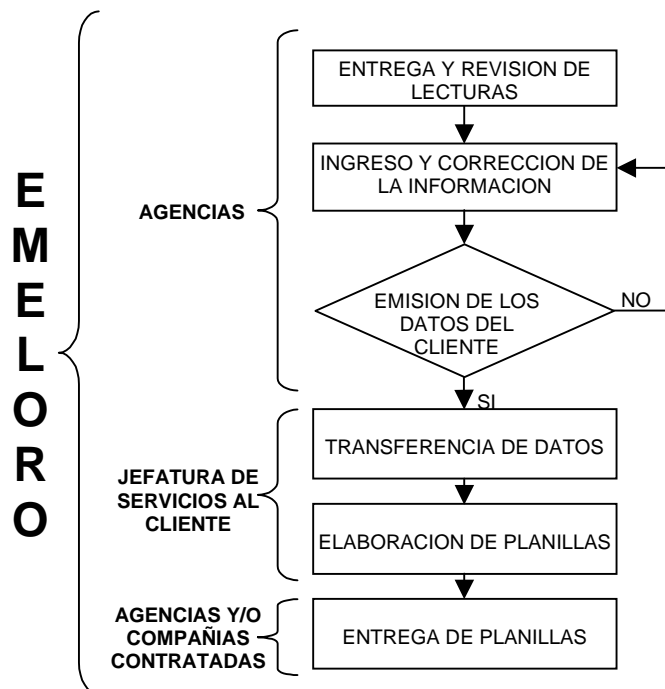 EMELORO
AGENCIAS
ENTREGA Y REVISION DE
LECTURAS
INGRESO Y CORRECCION DE
LA INFORMACION
EMISION DE LOS
DATOS DEL
CLIENTE
NO
SI
JEFATURA DE
SERVICIOS AL
CLIENTE
TRANSFERENCIA DE DATOS
ELABORACION DE PLANILLAS
AGENCIAS Y/O
COMPAÑIAS
CONTRATADAS
ENTREGA DE PLANILLAS